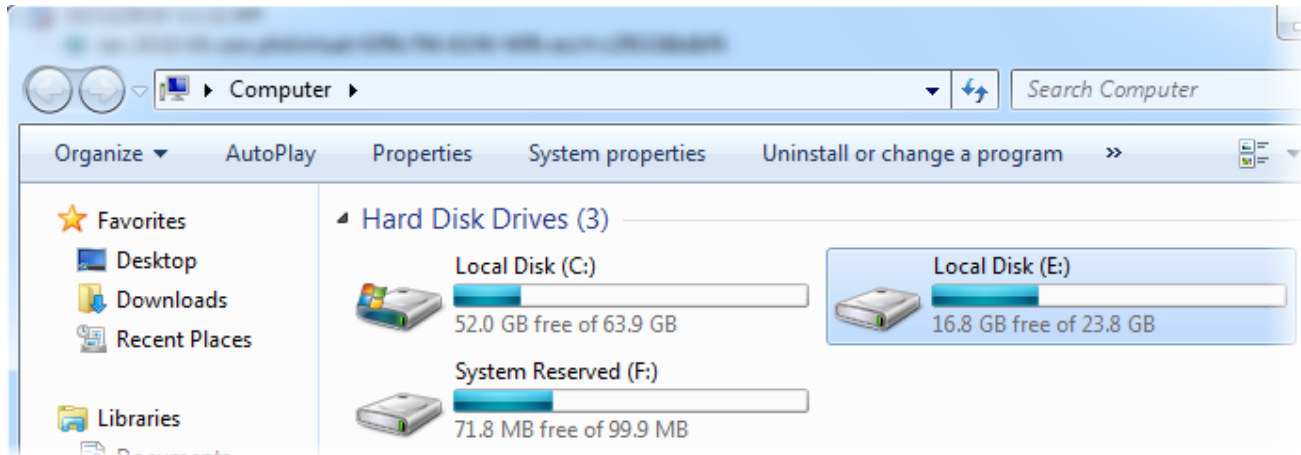 Computer
Search Computer
Organize AutoPlay Properties System properties Uninstall or change a program »
Favorites
Desktop
Downloads
Recent Places
Libraries
Hard Disk Drives (3)
Local Disk (C:)
52.0 GB free of 63.9 GB
Local Disk (E:)
16.8 GB free of 23.8 GB
System Reserved (F:)
71.8 MB free of 99.9 MB